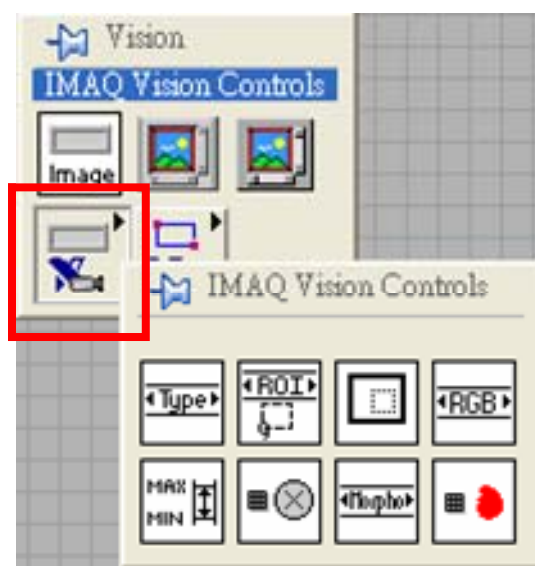 Vision
IMAQ Vision Controls
Image
IMAQ Vision Controls
Type
ROI
RGB
MAX
MIN
Morpho